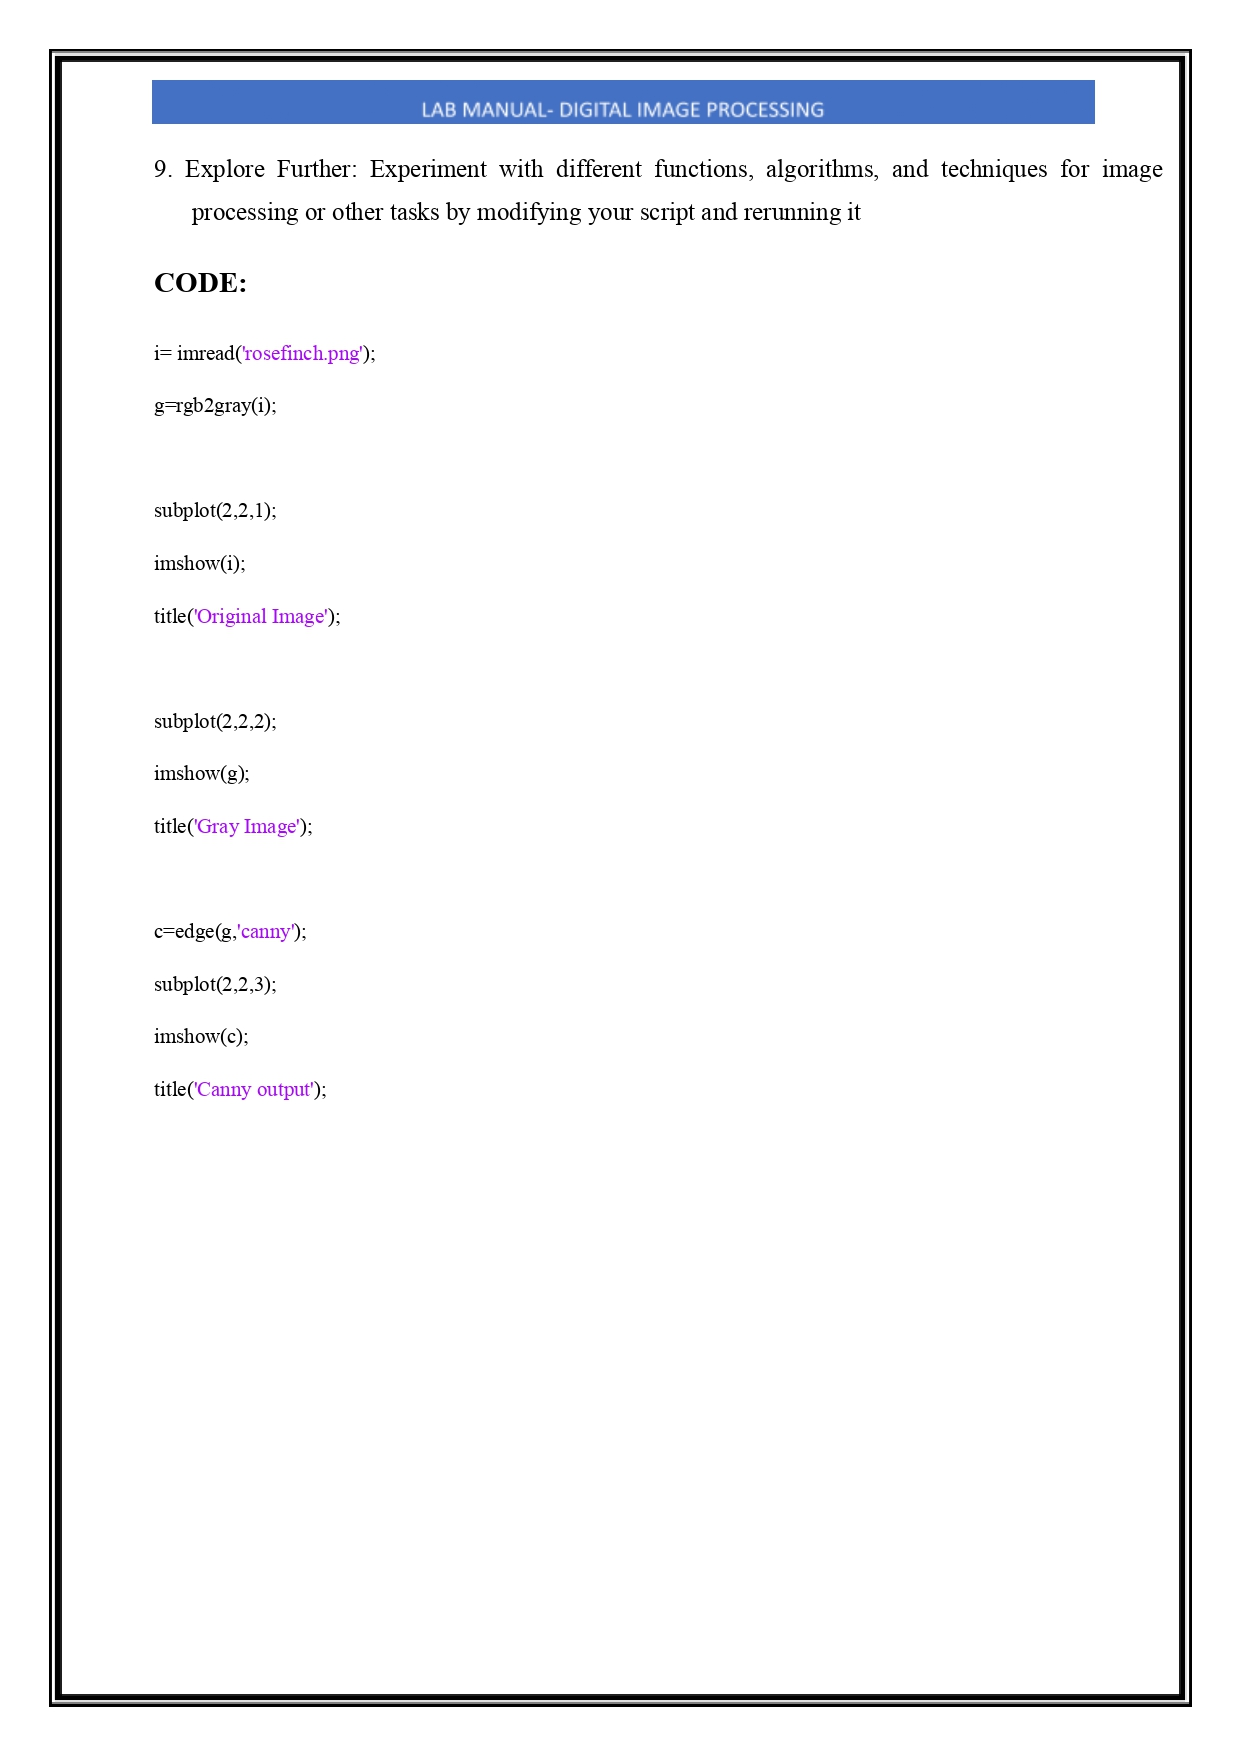 LAB MANUAL- DIGITAL IMAGE PROCESSING
9. Explore Further: Experiment with different functions, algorithms, and techniques for image
processing or other tasks by modifying your script and rerunning it
CODE:
i= imread('rosefinch.png');
g=rgb2gray(i);
subplot(2,2,1);
imshow(i);
title('Original Image');
subplot(2,2,2);
imshow(g);
title('Gray Image');
c=edge(g,'canny');
subplot(2,2,3);
imshow(c);
title('Canny output');